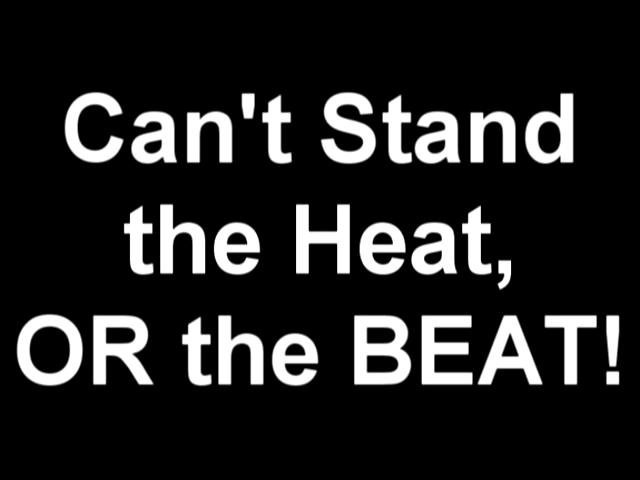 Can't Stand
the Heat,
OR the BEAT!